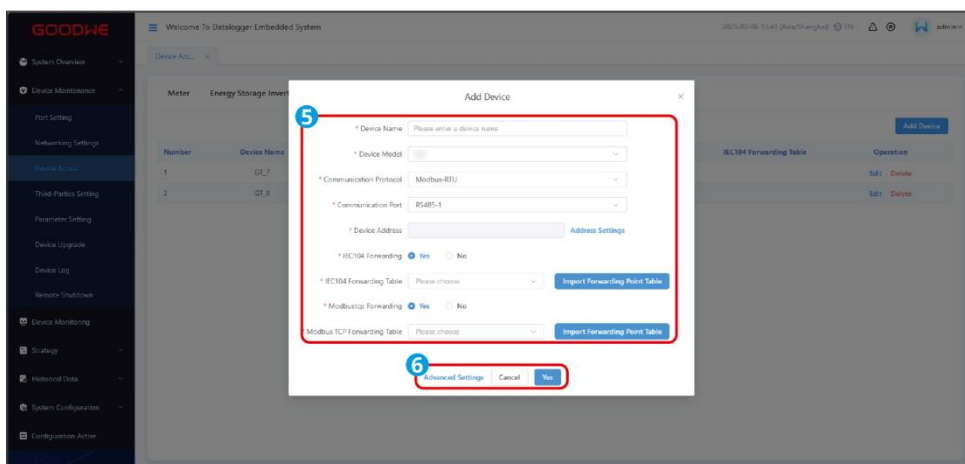 GOODWE
Welcome To Datalogger Embedded System
EN
admin
System Overview
Device Maintenance
Port Setting
Networking Settings
Device Access
Third-Parties Setting
Parameter Setting
Device Upgrade
Device Log
Remote Shutdown
Device Monitoring
Strategy
Historical Data
System Configuration
Configuration Active
Device Acc... ×
Meter Energy Storage Invert
Add Device
Number Device Name IEC104 Forwarding Table Operation
1 GT_7 Edit Delete
2 GT_8 Edit Delete
Add Device ×
5
* Device Name Please enter a device name
* Device Model
* Communication Protocol Modbus-RTU
* Communication Port RS485-1
* Device Address Address Settings
* IEC104 Forwarding Yes No
* IEC104 Forwarding Table Please choose Import Forwarding Point Table
* Modbustcp Forwarding Yes No
* Modbus TCP Forwarding Table Please choose Import Forwarding Point Table
6
Advanced Settings Cancel Yes